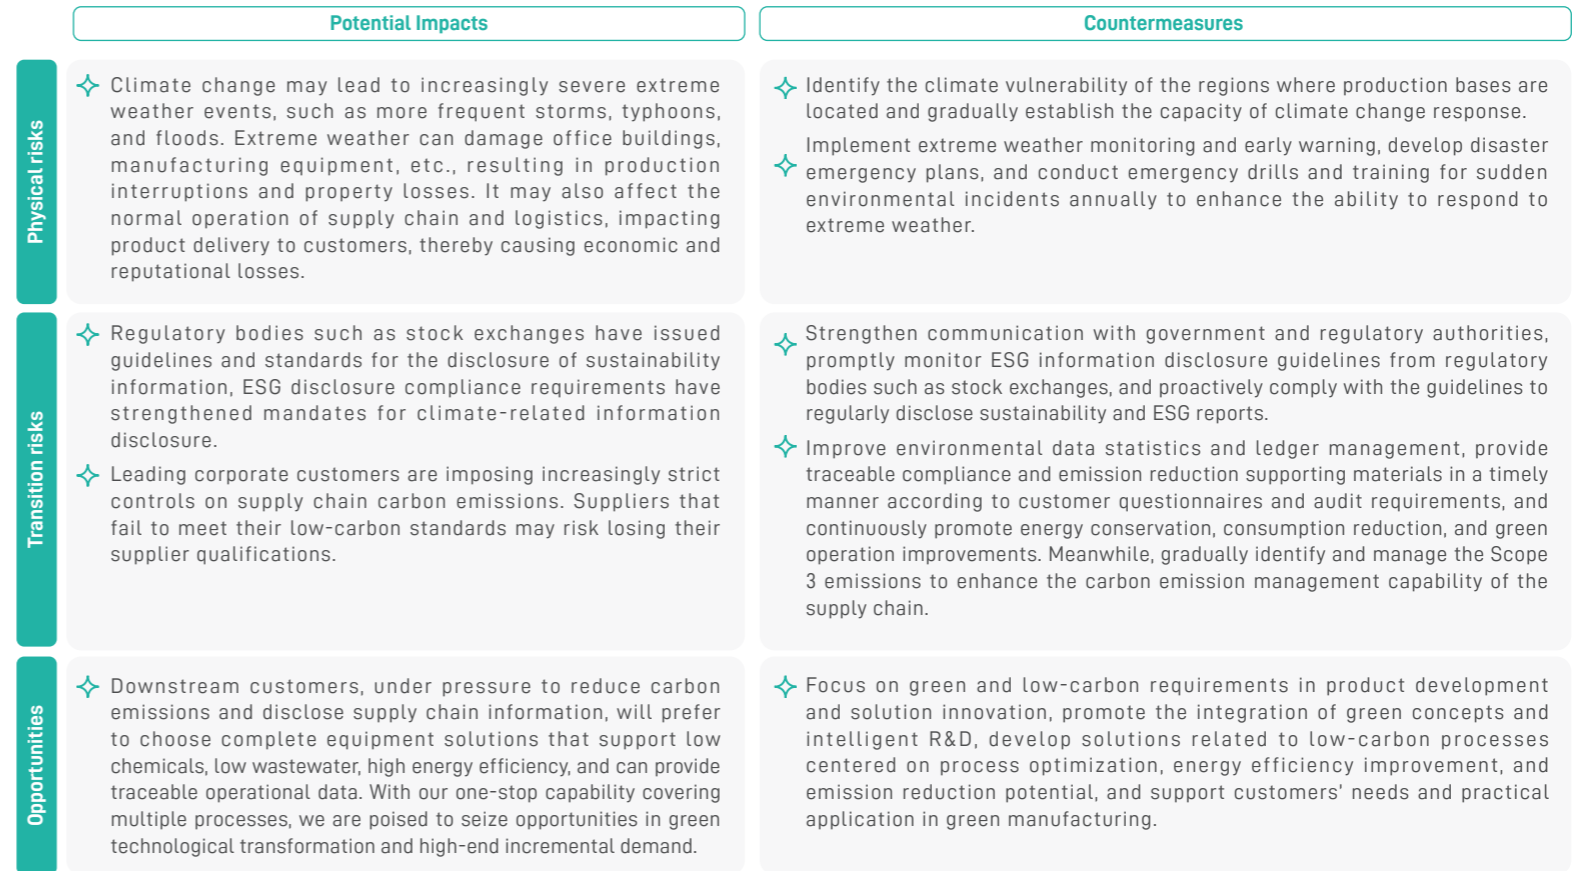 Potential Impacts
Countermeasures
Physical risks
Climate change may lead to increasingly severe extreme
weather events, such as more frequent storms, typhoons,
and floods. Extreme weather can damage office buildings,
manufacturing equipment, etc., resulting in production
interruptions and property losses. It may also affect the
normal operation of supply chain and logistics, impacting
product delivery to customers, thereby causing economic and
reputational losses.
Identify the climate vulnerability of the regions where production bases are
located and gradually establish the capacity of climate change response.
Implement extreme weather monitoring and early warning, develop disaster
emergency plans, and conduct emergency drills and training for sudden
environmental incidents annually to enhance the ability to respond to
extreme weather.
Transition risks
Regulatory bodies such as stock exchanges have issued
guidelines and standards for the disclosure of sustainability
information, ESG disclosure compliance requirements have
strengthened mandates for climate-related information
disclosure.
Leading corporate customers are imposing increasingly strict
controls on supply chain carbon emissions. Suppliers that
fail to meet their low-carbon standards may risk losing their
supplier qualifications.
Strengthen communication with government and regulatory authorities,
promptly monitor ESG information disclosure guidelines from regulatory
bodies such as stock exchanges, and proactively comply with the guidelines to
regularly disclose sustainability and ESG reports.
Improve environmental data statistics and ledger management, provide
traceable compliance and emission reduction supporting materials in a timely
manner according to customer questionnaires and audit requirements, and
continuously promote energy conservation, consumption reduction, and green
operation improvements. Meanwhile, gradually identify and manage the Scope
3 emissions to enhance the carbon emission management capability of the
supply chain.
Opportunities
Downstream customers, under pressure to reduce carbon
emissions and disclose supply chain information, will prefer
to choose complete equipment solutions that support low
chemicals, low wastewater, high energy efficiency, and can provide
traceable operational data. With our one-stop capability covering
multiple processes, we are poised to seize opportunities in green
technological transformation and high-end incremental demand.
Focus on green and low-carbon requirements in product development
and solution innovation, promote the integration of green concepts and
intelligent R&D, develop solutions related to low-carbon processes
centered on process optimization, energy efficiency improvement, and
emission reduction potential, and support customers' needs and practical
application in green manufacturing.